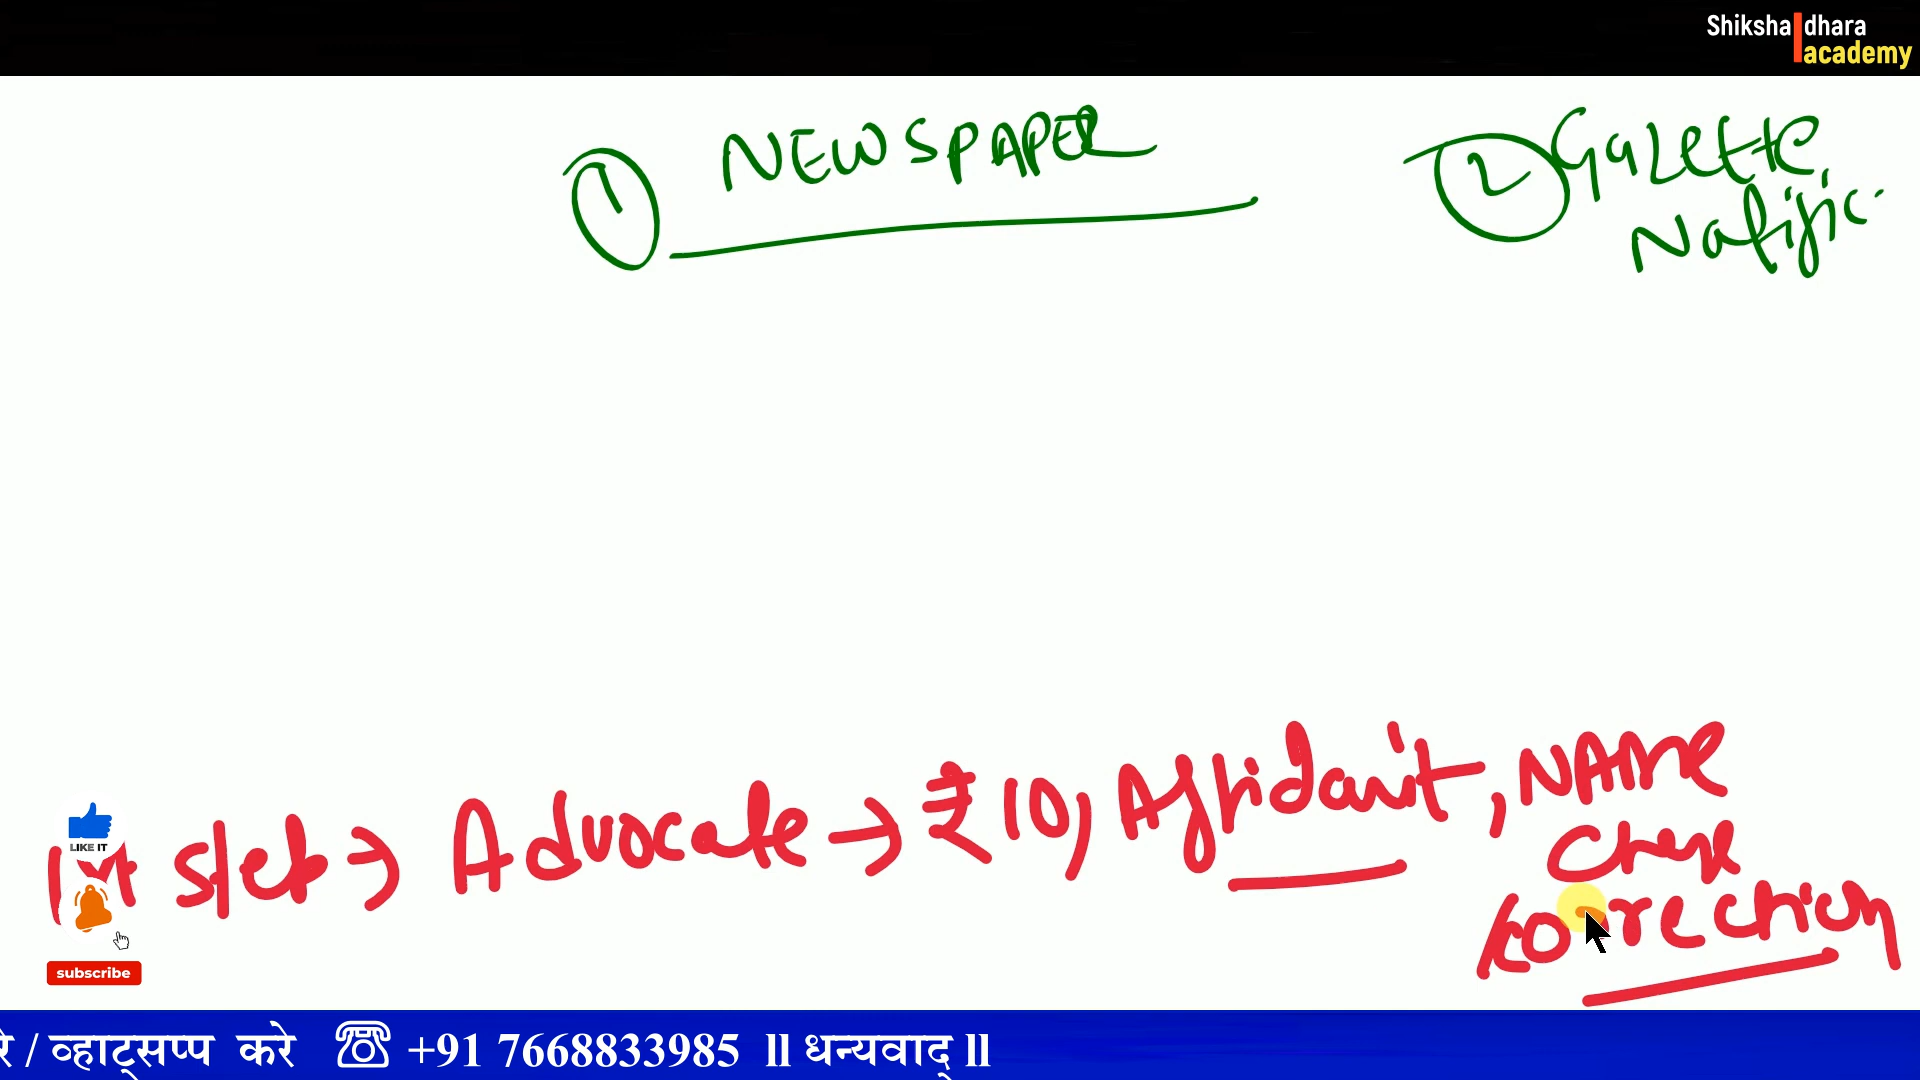 Shiksha dhara
academy
1 NEWSPAPER
2 Gazette
Notific.
1st step → Advocate → ₹10, Affidavit, NAme
correction
LIKE IT
subscribe
रे / व्हाट्सप्प करे ☏ +91 7668833985 ll धन्यवाद् ll